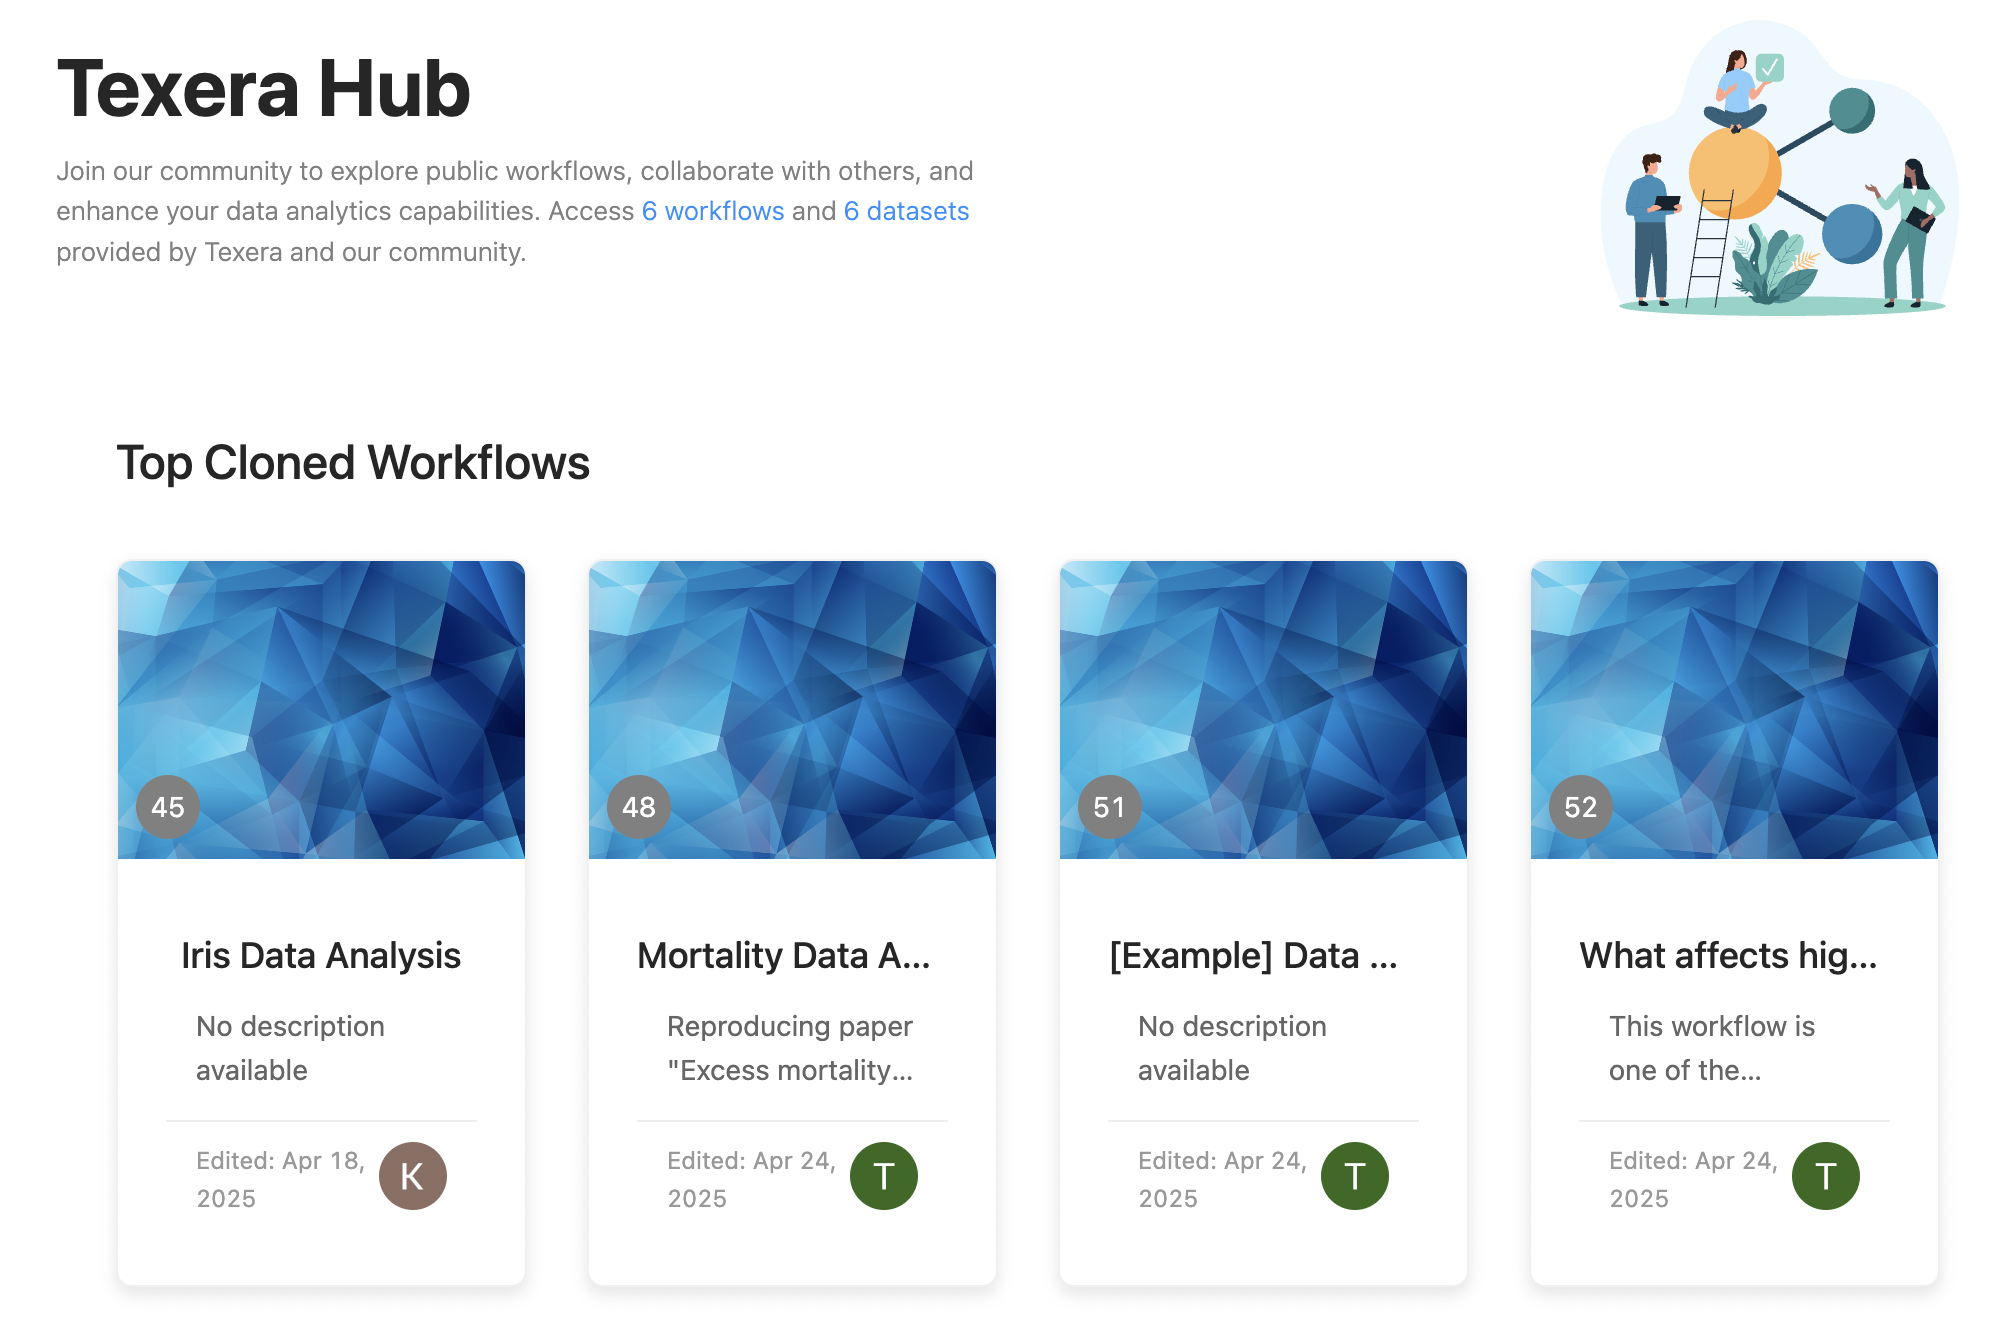 Texera Hub
Join our community to explore public workflows, collaborate with others, and
enhance your data analytics capabilities. Access 6 workflows and 6 datasets
provided by Texera and our community.
Top Cloned Workflows
45
Iris Data Analysis
No description
available
Edited: Apr 18,
2025
K
48
Mortality Data A...
Reproducing paper
"Excess mortality...
Edited: Apr 24,
2025
T
51
[Example] Data ...
No description
available
Edited: Apr 24,
2025
T
52
What affects hig...
This workflow is
one of the...
Edited: Apr 24,
2025
T